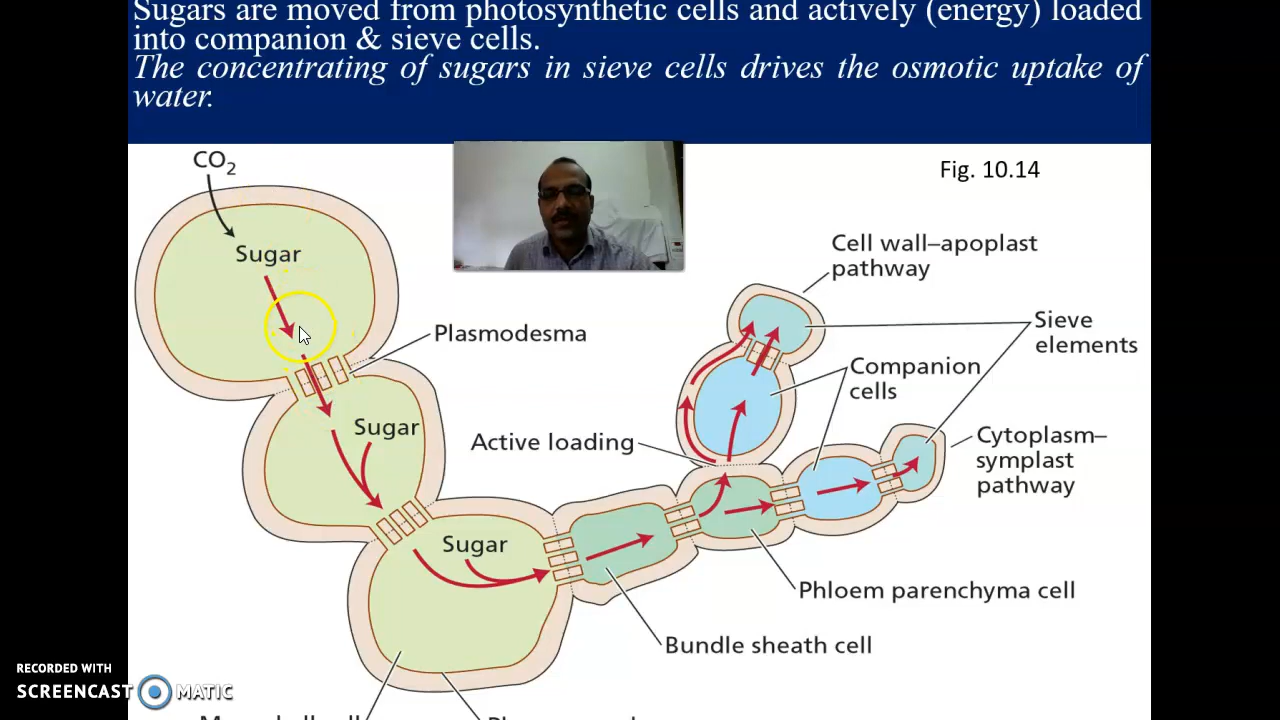 Sugars are moved from photosynthetic cells and actively (energy) loaded
into companion & sieve cells.
The concentrating of sugars in sieve cells drives the osmotic uptake of
water.
CO2
Fig. 10.14
Sugar
Cell wall–apoplast
pathway
Plasmodesma
Sieve
elements
Companion
cells
Sugar
Active loading
Cytoplasm–
symplast
pathway
Sugar
Phloem parenchyma cell
Bundle sheath cell
RECORDED WITH
SCREENCAST MATIC